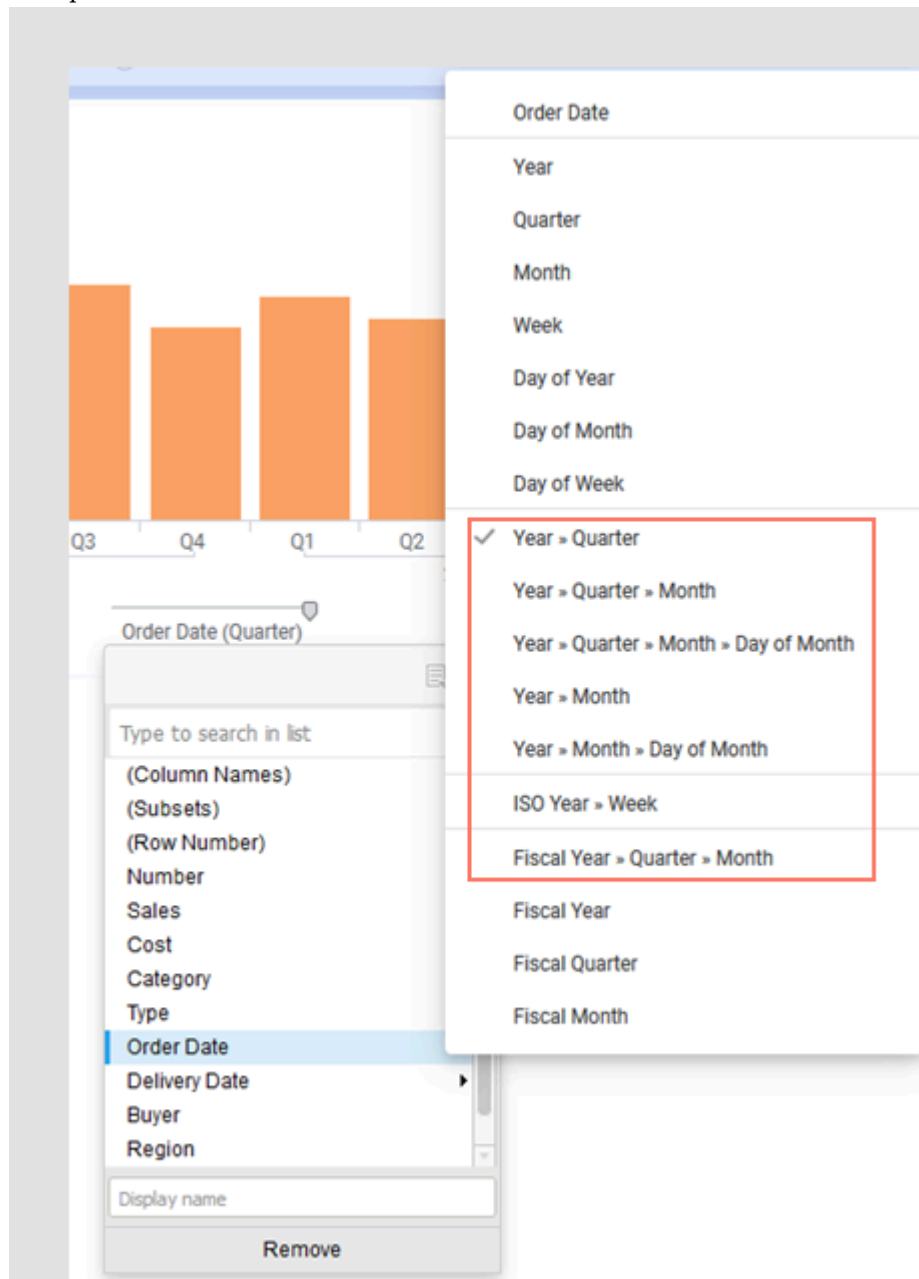 Order Date
Year
Quarter
Month
Week
Day of Year
Day of Month
Day of Week
Q3 Q4 Q1 Q2
Year » Quarter
Year » Quarter » Month
Year » Quarter » Month » Day of Month
Year » Month
Year » Month » Day of Month
ISO Year » Week
Fiscal Year » Quarter » Month
Fiscal Year
Fiscal Quarter
Fiscal Month
Order Date (Quarter)
Type to search in list
(Column Names)
(Subsets)
(Row Number)
Number
Sales
Cost
Category
Type
Order Date
Delivery Date
Buyer
Region
Display name
Remove